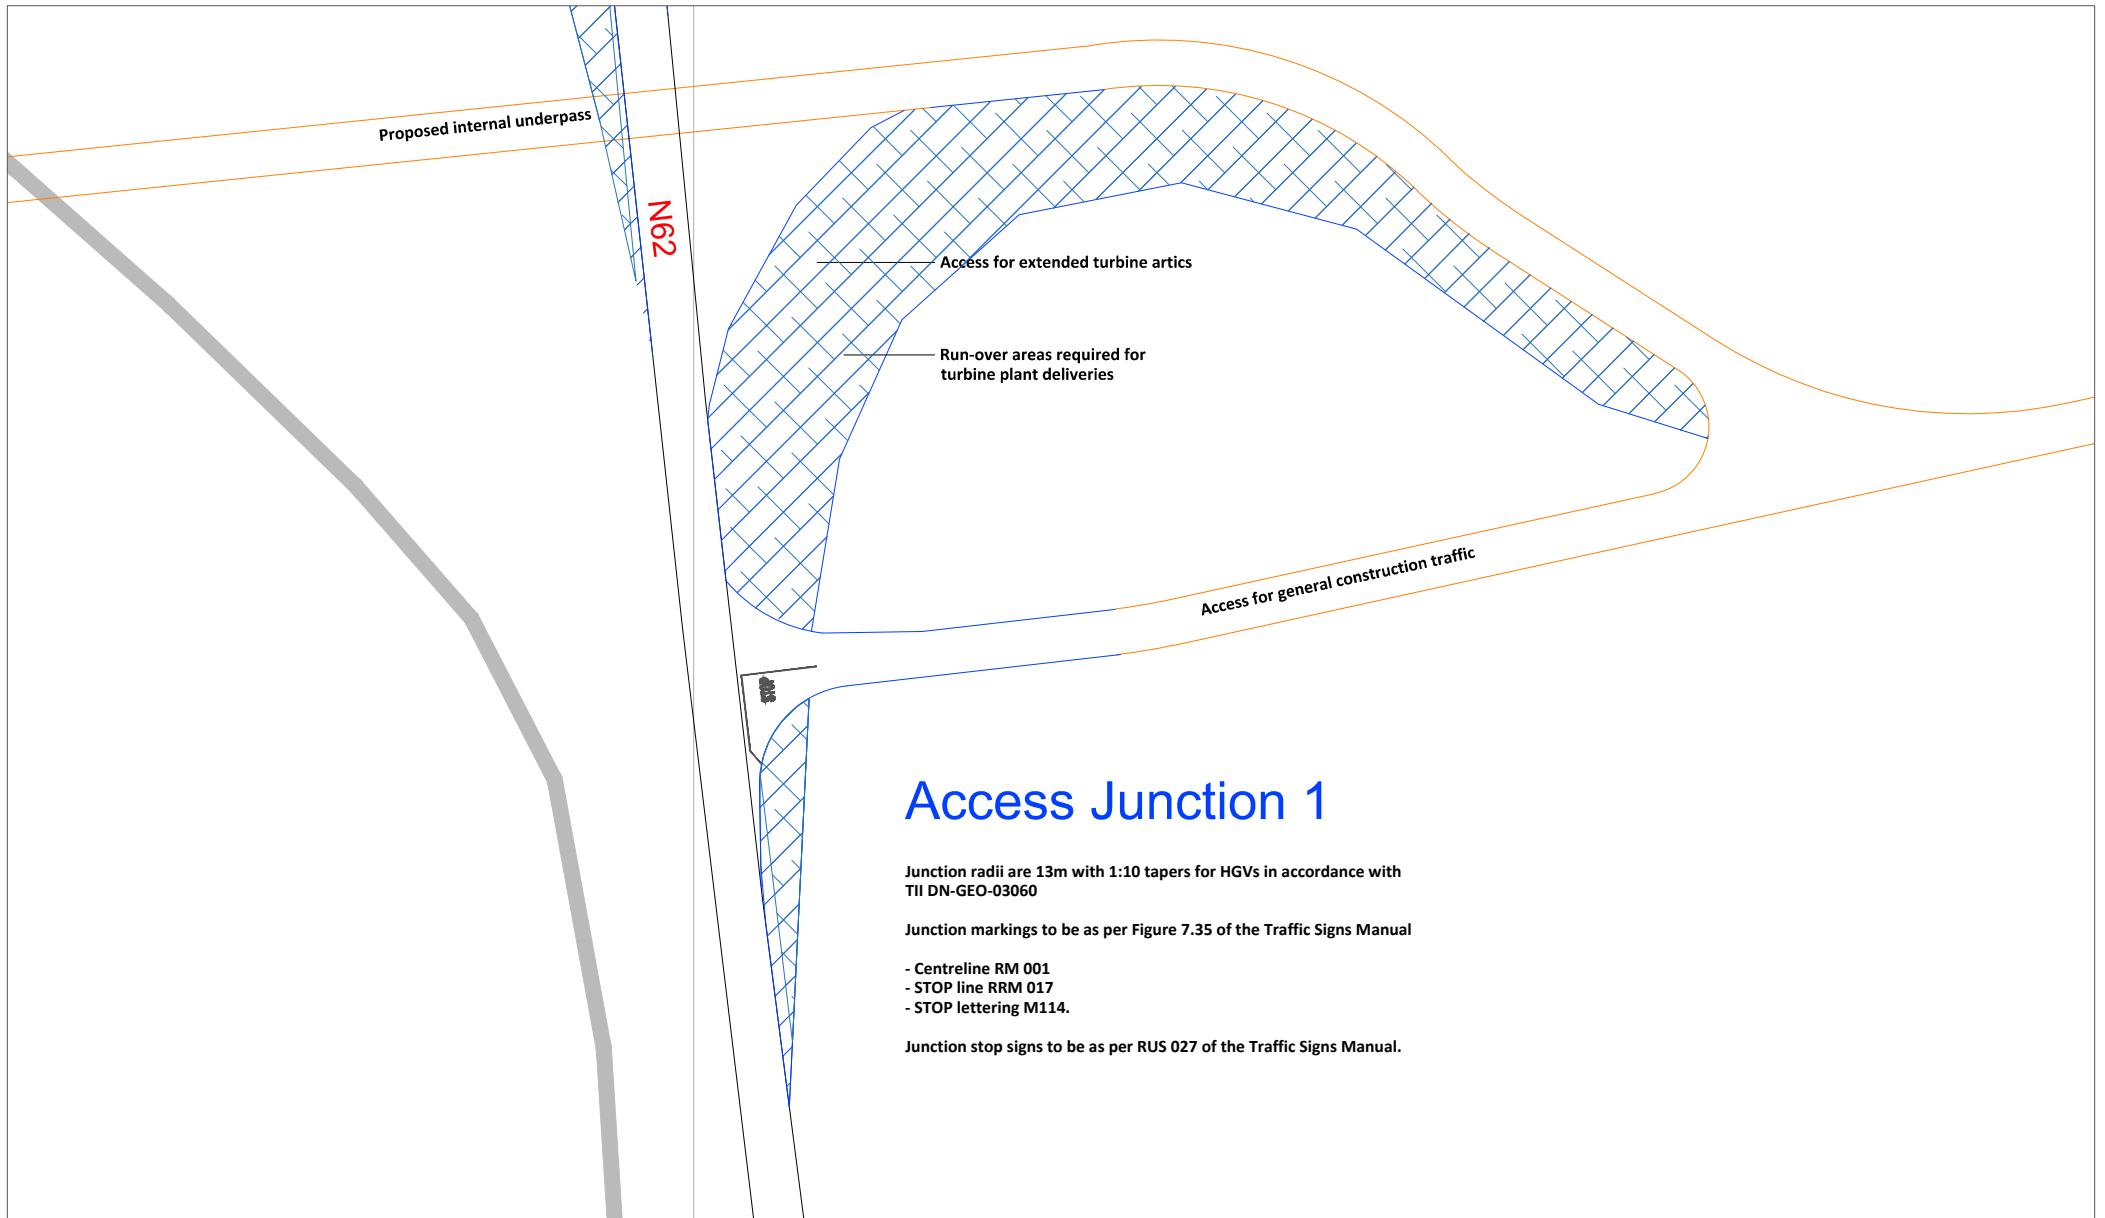 Proposed internal underpass
N62
Access for extended turbine artics
Run-over areas required for
turbine plant deliveries
Access for general construction traffic
STOP
Access Junction 1
Junction radii are 13m with 1:10 tapers for HGVs in accordance with
TII DN-GEO-03060
Junction markings to be as per Figure 7.35 of the Traffic Signs Manual
- Centreline RM 001
- STOP line RRM 017
- STOP lettering M114.
Junction stop signs to be as per RUS 027 of the Traffic Signs Manual.